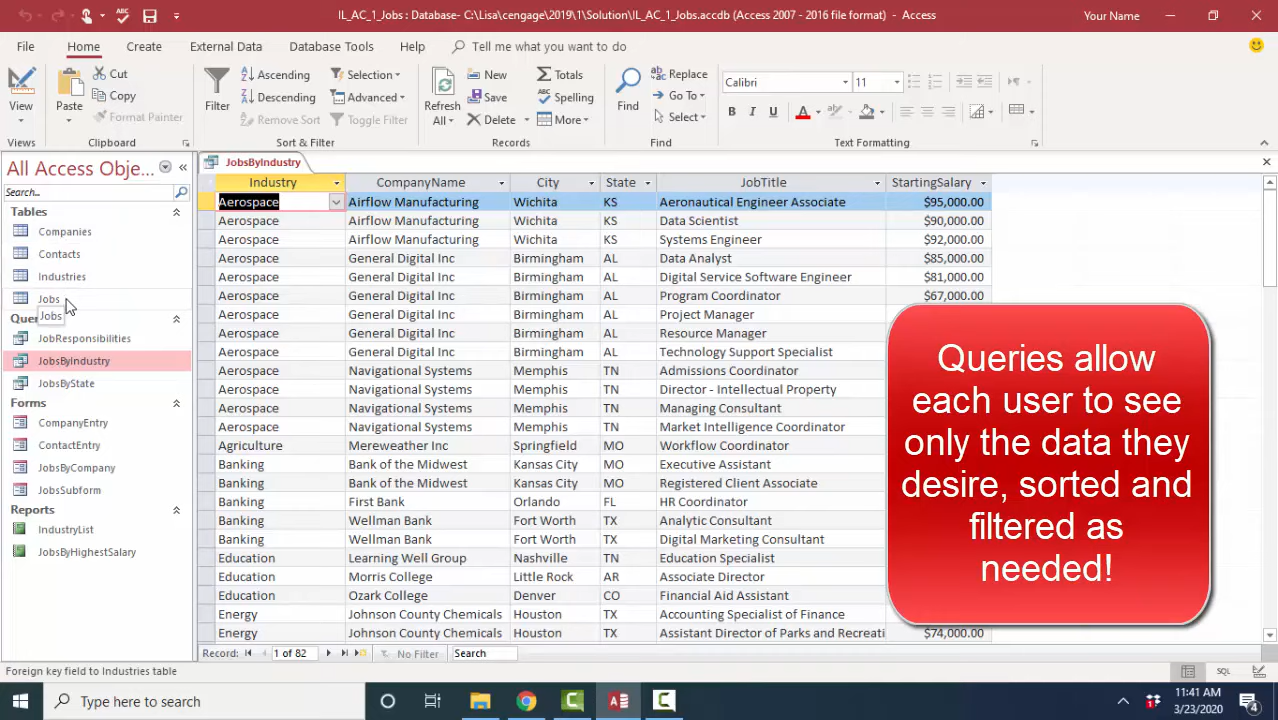 IL_AC_1_Jobs : Database- C:\Lisa\cengage\2019\1\Solution\IL_AC_1_Jobs.accdb (Access 2007 - 2016 file format) - Access
Your Name
File Home Create External Data Database Tools Help Tell me what you want to do
View
Views
Paste
Cut
Copy
Format Painter
Clipboard
Filter
Ascending
Descending
Remove Sort
Selection
Advanced
Toggle Filter
Sort & Filter
Refresh
All
New
Save
Delete
Totals
Spelling
More
Records
Find
Replace
Go To
Select
Find
Calibri 11
B I U A
Text Formatting
All Access Obje...
Search...
Tables
Companies
Contacts
Industries
Jobs
Jobs
Que
JobResponsibilities
JobsByIndustry
JobsByState
Forms
CompanyEntry
ContactEntry
JobsByCompany
JobsSubform
Reports
IndustryList
JobsByHighestSalary
JobsByIndustry
Industry CompanyName City State JobTitle StartingSalary
Aerospace Airflow Manufacturing Wichita KS Aeronautical Engineer Associate $95,000.00
Aerospace Airflow Manufacturing Wichita KS Data Scientist $90,000.00
Aerospace Airflow Manufacturing Wichita KS Systems Engineer $92,000.00
Aerospace General Digital Inc Birmingham AL Data Analyst $85,000.00
Aerospace General Digital Inc Birmingham AL Digital Service Software Engineer $81,000.00
Aerospace General Digital Inc Birmingham AL Program Coordinator $67,000.00
Aerospace General Digital Inc Birmingham AL Project Manager
Aerospace General Digital Inc Birmingham AL Resource Manager
Aerospace General Digital Inc Birmingham AL Technology Support Specialist
Aerospace Navigational Systems Memphis TN Admissions Coordinator
Aerospace Navigational Systems Memphis TN Director - Intellectual Property
Aerospace Navigational Systems Memphis TN Managing Consultant
Aerospace Navigational Systems Memphis TN Market Intelligence Coordinator
Agriculture Mereweather Inc Springfield MO Workflow Coordinator
Banking Bank of the Midwest Kansas City MO Executive Assistant
Banking Bank of the Midwest Kansas City MO Registered Client Associate
Banking First Bank Orlando FL HR Coordinator
Banking Wellman Bank Fort Worth TX Analytic Consultant
Banking Wellman Bank Fort Worth TX Digital Marketing Consultant
Education Learning Well Group Nashville TN Education Specialist
Education Morris College Little Rock AR Associate Director
Education Ozark College Denver CO Financial Aid Assistant
Energy Johnson County Chemicals Houston TX Accounting Specialist of Finance
Energy Johnson County Chemicals Houston TX Assistant Director of Parks and Recreati $74,000.00
Queries allow
each user to see
only the data they
desire, sorted and
filtered as
needed!
Record: 1 of 82 No Filter Search
Foreign key field to Industries table
SQL
Type here to search
11:41 AM
3/23/2020
4